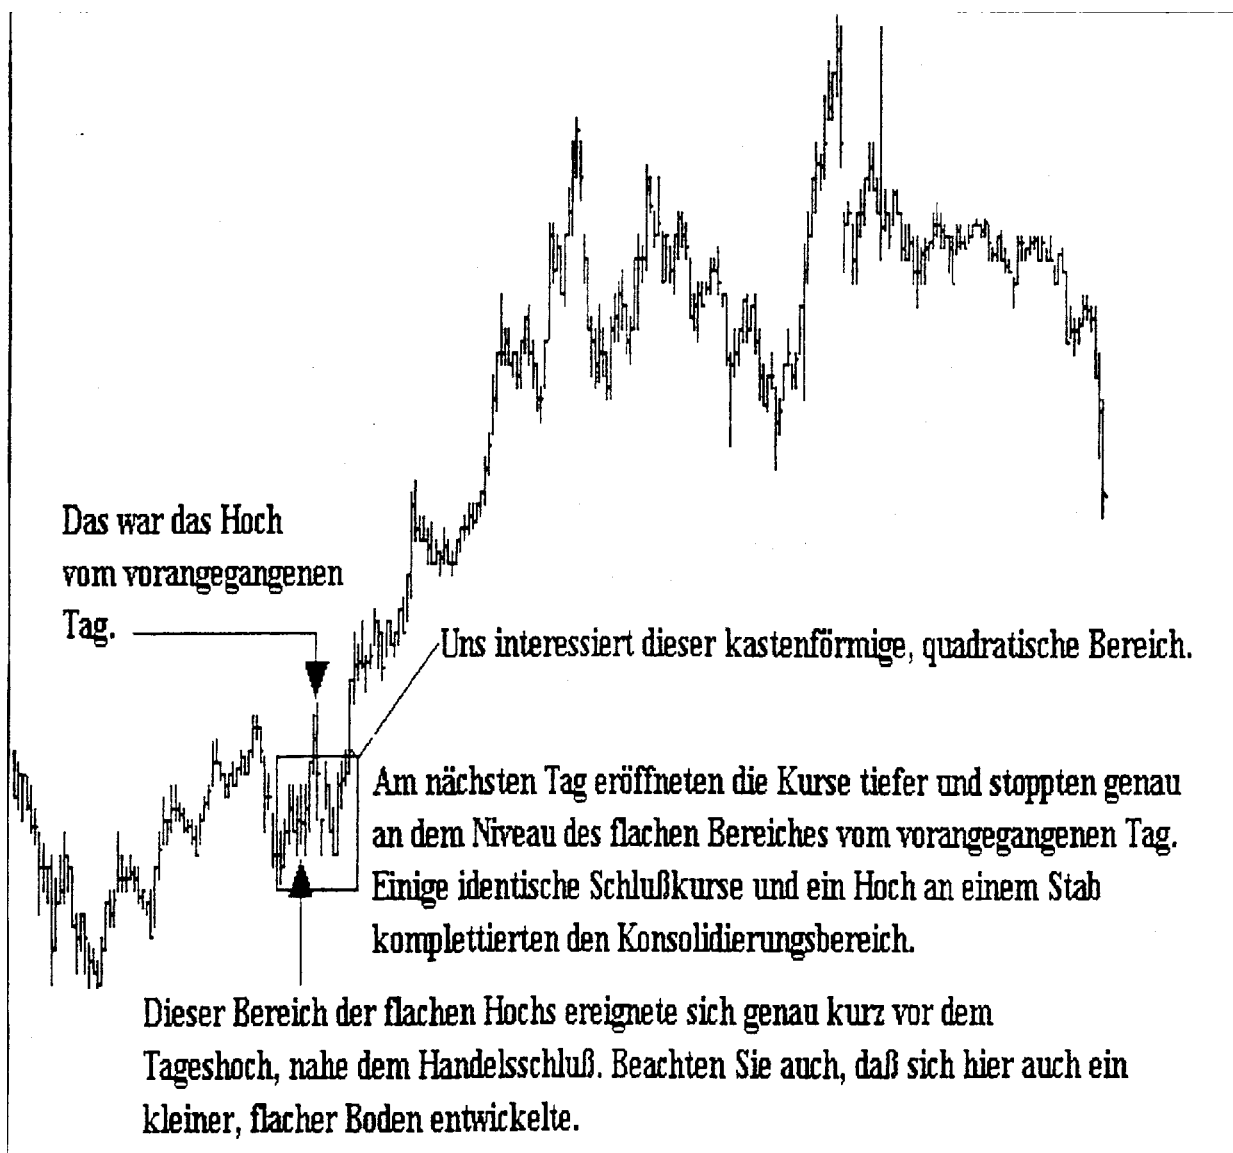 Das war das Hoch
vom vorangegangenen
Tag.
Uns interessiert dieser kastenförmige, quadratische Bereich.
Am nächsten Tag eröffneten die Kurse tiefer und stoppten genau
an dem Niveau des flachen Bereiches vom vorangegangenen Tag.
Einige identische Schlußkurse und ein Hoch an einem Stab
komplettierten den Konsolidierungsbereich.
Dieser Bereich der flachen Hochs ereignete sich genau kurz vor dem
Tageshoch, nahe dem Handelsschluß. Beachten Sie auch, daß sich hier auch ein
kleiner, flacher Boden entwickelte.